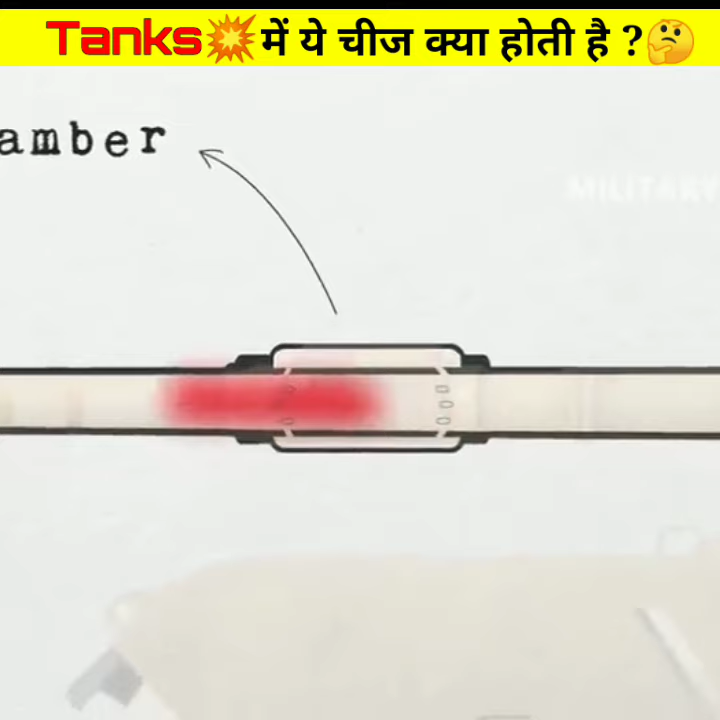 Tanks💥में ये चीज क्या होती है ?🤔
amber
MILITARY